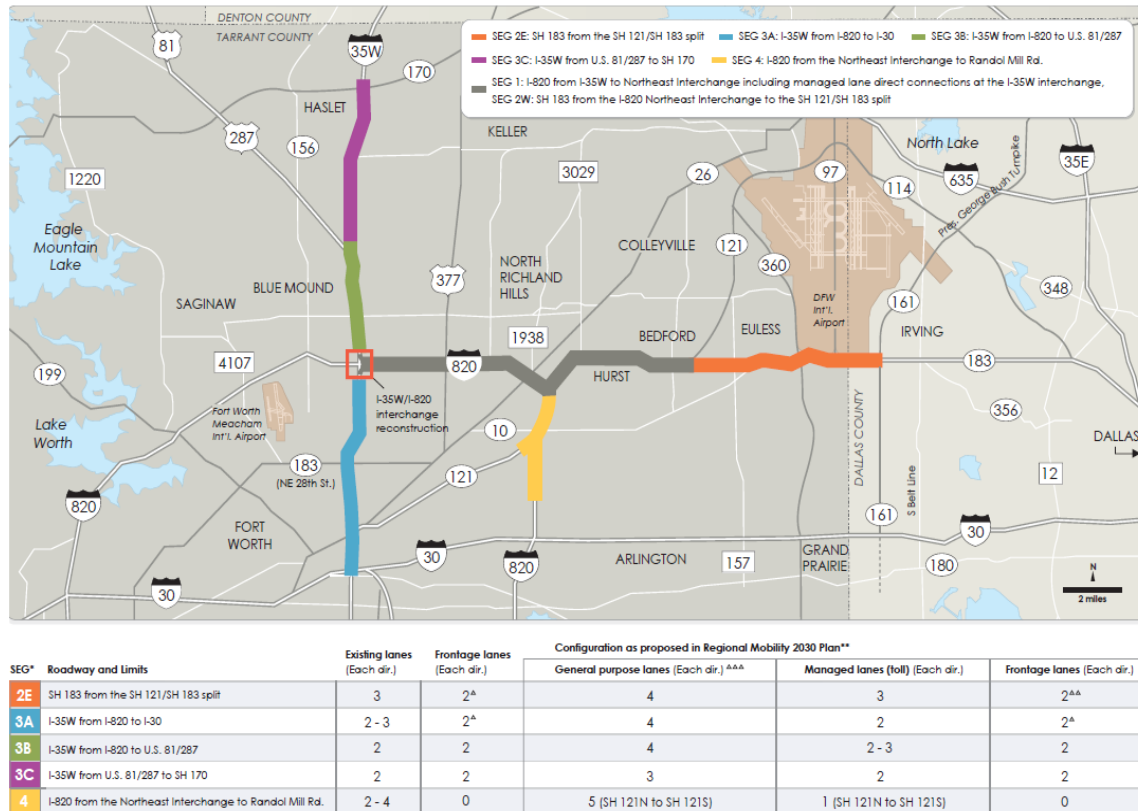 DENTON COUNTY
TARRANT COUNTY
81
35W
170
SEG 2E: SH 183 from the SH 121/SH 183 split
SEG 3A: I-35W from I-820 to I-30
SEG 3B: I-35W from I-820 to U.S. 81/287
SEG 3C: I-35W from U.S. 81/287 to SH 170
SEG 4: I-820 from the Northeast Interchange to Randol Mill Rd.
SEG 1: I-820 from I-35W to Northeast Interchange including managed lane direct connections at the I-35W interchange,
SEG 2W: SH 183 from the I-820 Northeast Interchange to the SH 121/SH 183 split
HASLET
KELLER
287
156
North Lake
35E
1220
3029
26
97
114
635
Pres. George Bush Turnpike
Eagle
Mountain
Lake
COLLEYVILLE
121
360
377
NORTH
RICHLAND
HILLS
BLUE MOUND
SAGINAW
348
161
DFW
Int'l.
Airport
IRVING
EULESS
BEDFORD
1938
4107
820
183
199
HURST
I-35W/I-820
interchange
reconstruction
Fort Worth
Meacham
Int'l. Airport
Lake
Worth
10
356
DALLAS COUNTY
DALLAS
183
(NE 28th St.)
121
12
820
161
S Belt Line
FORT
WORTH
30
820
ARLINGTON
157
GRAND
PRAIRIE
30
180
30
N
2 miles
SEG* Roadway and Limits Existing lanes (Each dir.) Frontage lanes (Each dir.) Configuration as proposed in Regional Mobility 2030 Plan**
General purpose lanes (Each dir.) ΔΔΔ Managed lanes (toll) (Each dir.) Frontage lanes (Each dir.)
2E SH 183 from the SH 121/SH 183 split 3 2Δ 4 3 2ΔΔ
3A I-35W from I-820 to I-30 2 - 3 2Δ 4 2 2Δ
3B I-35W from I-820 to U.S. 81/287 2 2 4 2 - 3 2
3C I-35W from U.S. 81/287 to SH 170 2 2 3 2 2
4 I-820 from the Northeast Interchange to Randol Mill Rd. 2 - 4 0 5 (SH 121N to SH 121S) 1 (SH 121N to SH 121S) 0